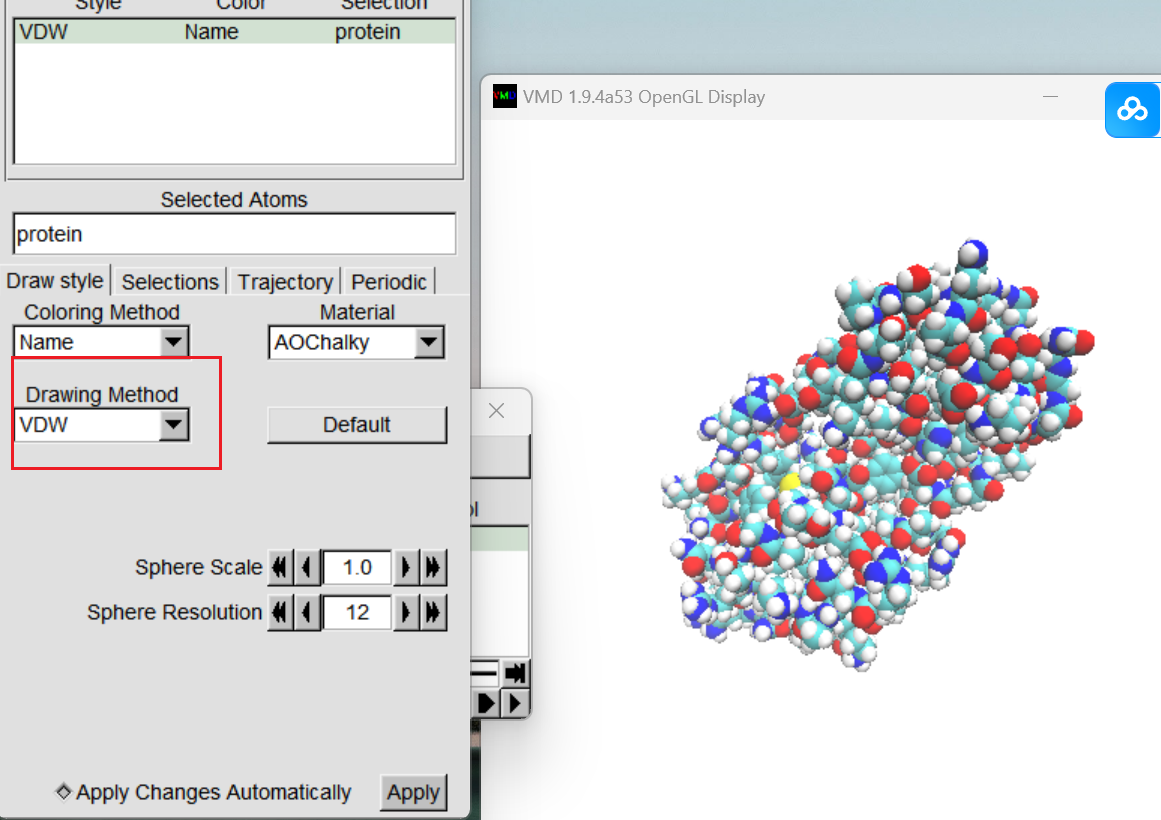 Style Color Selection
VDW Name protein
VMD 1.9.4a53 OpenGL Display
Selected Atoms
protein
Draw style Selections Trajectory Periodic
Coloring Method Material
Name AOChalky
Drawing Method
VDW Default
Sphere Scale 1.0
Sphere Resolution 12
Apply Changes Automatically Apply